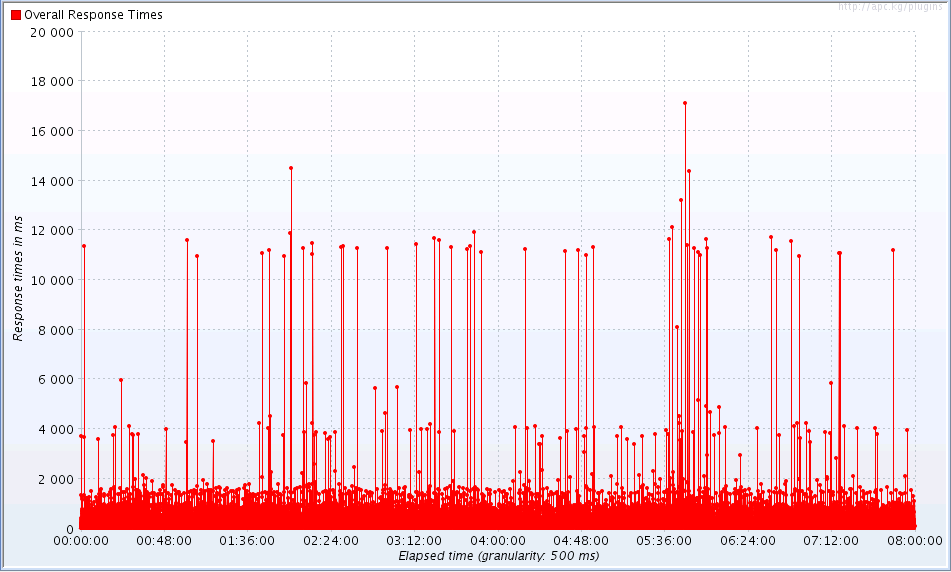 http://apc.kg/plugins
Overall Response Times
20 000
18 000
16 000
14 000
12 000
10 000
8 000
6 000
4 000
2 000
0
Response times in ms
00:00:00 00:48:00 01:36:00 02:24:00 03:12:00 04:00:00 04:48:00 05:36:00 06:24:00 07:12:00 08:00:00
Elapsed time (granularity: 500 ms)